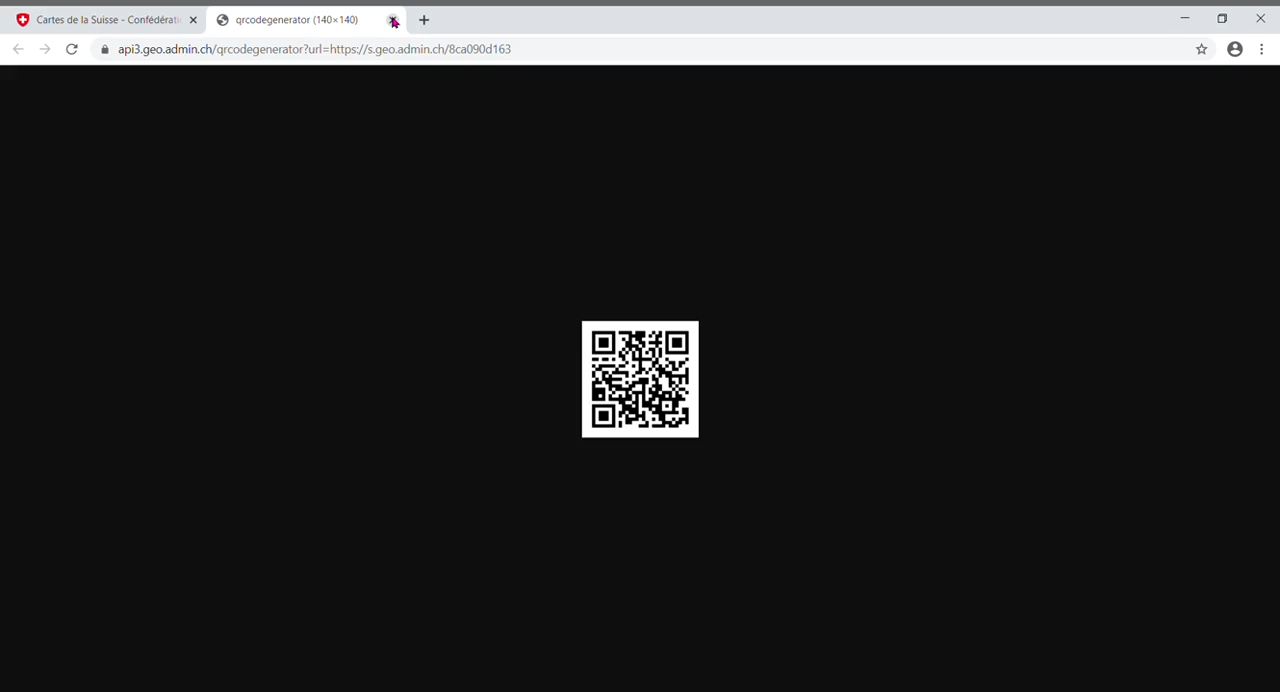 Cartes de la Suisse - Confédérati
qrcodegenerator (140×140)
api3.geo.admin.ch/qrcodegenerator?url=https://s.geo.admin.ch/8ca090d163